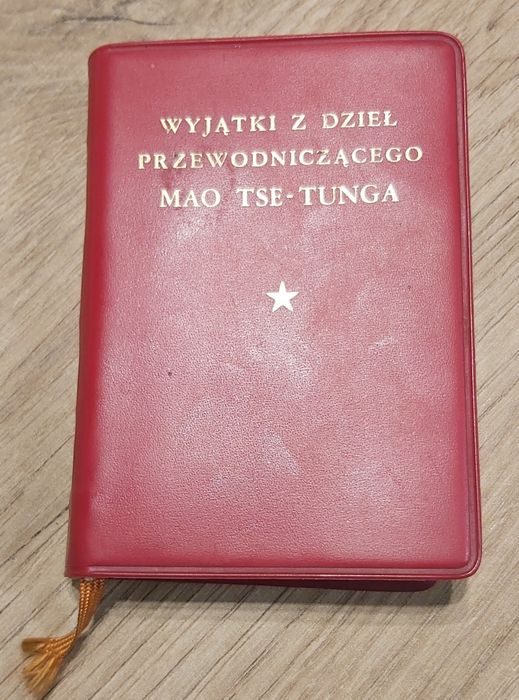 WYJĄTKI Z DZIEŁ
PRZEWODNICZĄCEGO
MAO TSE-TUNGA